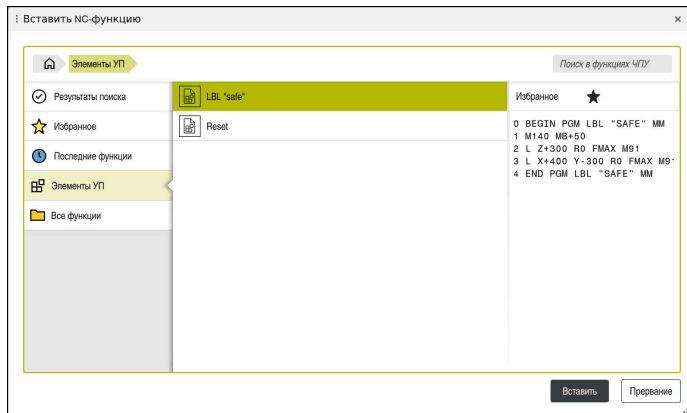 Вставить NC-функцию
Элементы УП
Поиск в функциях ЧПУ
Результаты поиска
Избранное
Последние функции
Элементы УП
Все функции
LBL "safe"
Reset
Избранное
0 BEGIN PGM LBL "SAFE" MM
1 M140 MB+50
2 L Z+300 R0 FMAX M91
3 L X+400 Y-300 R0 FMAX M9
4 END PGM LBL "SAFE" MM
Вставить
Прервание